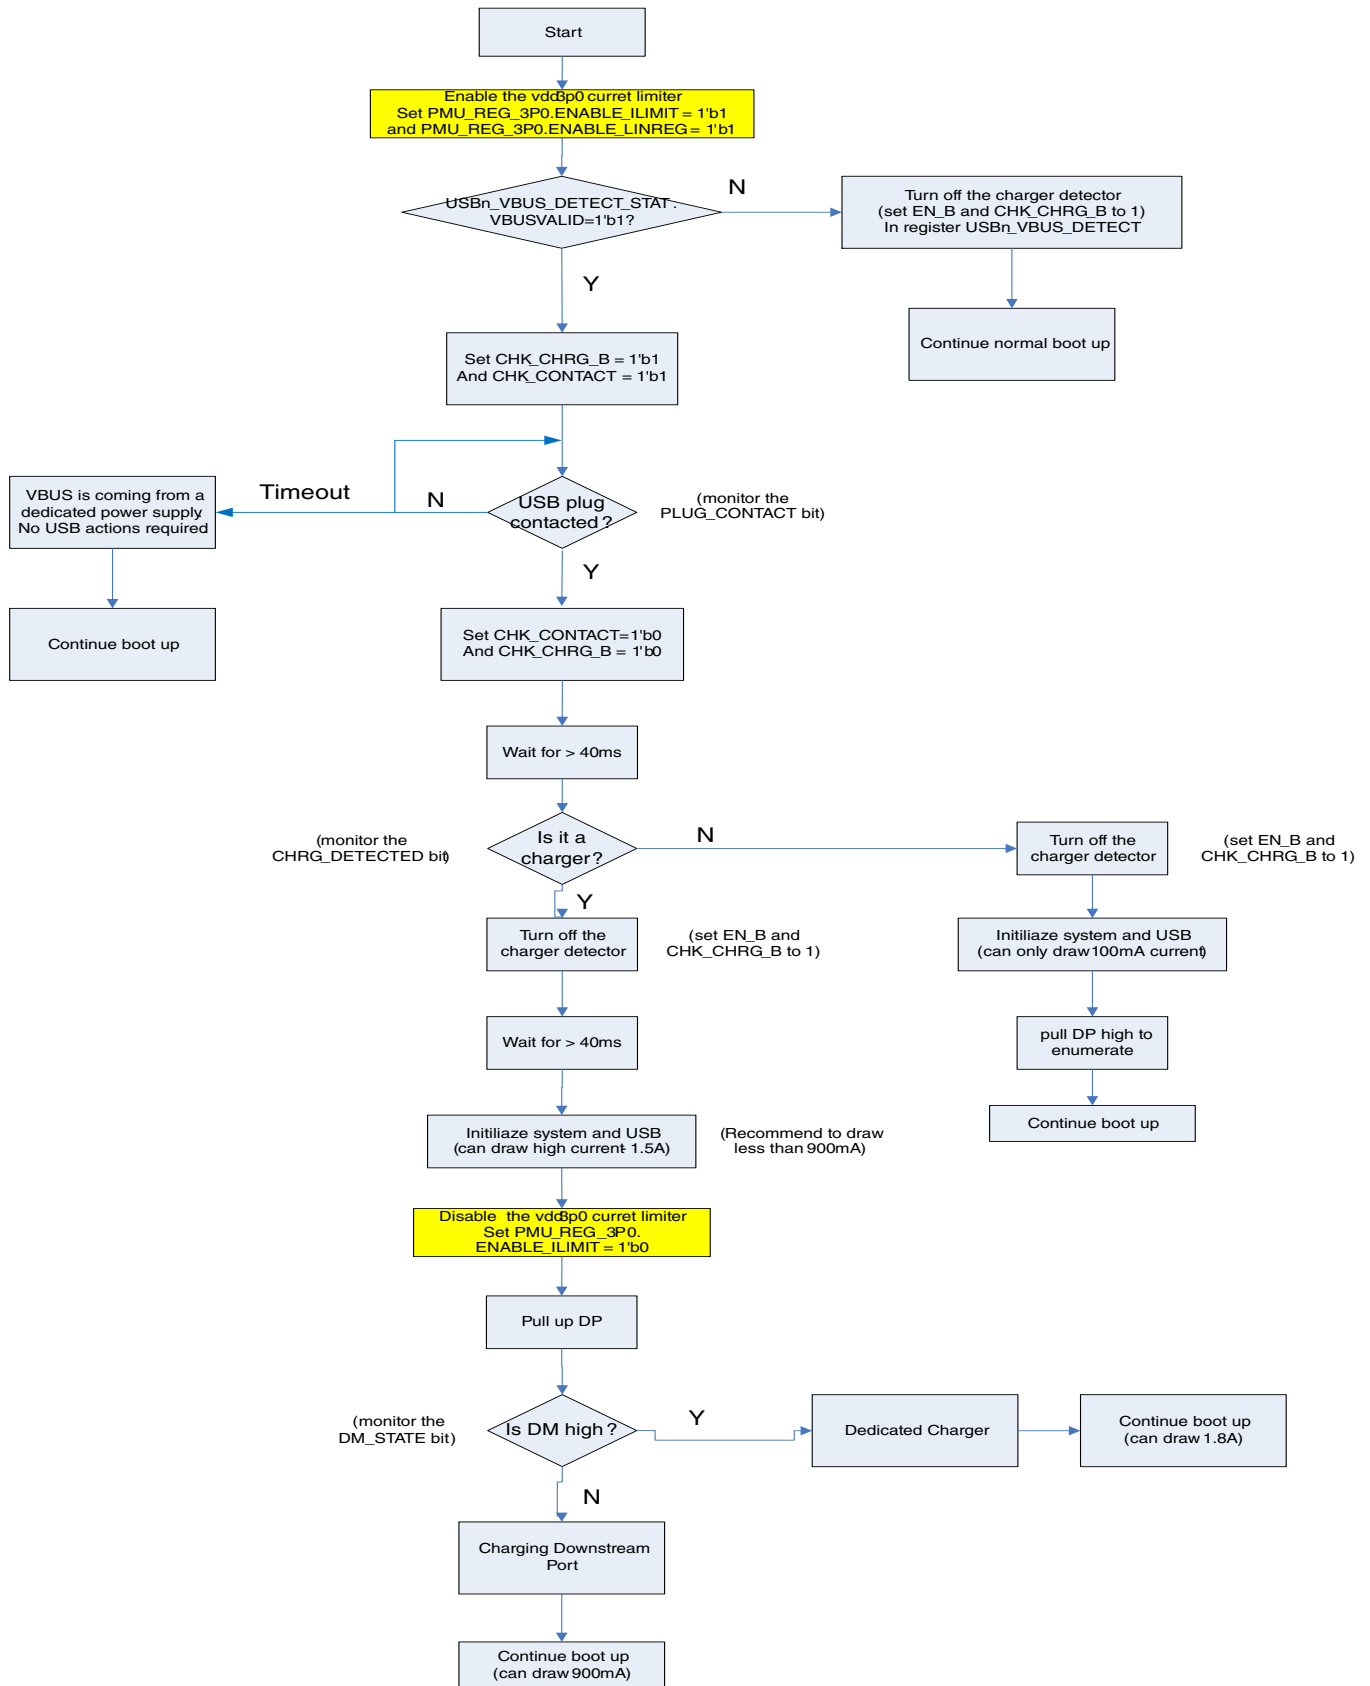 Start
Enable the vdd3p0 curret limiter
Set PMU_REG_3P0.ENABLE_ILIMIT = 1'b1
and PMU_REG_3P0.ENABLE_LINREG = 1'b1
USBn_VBUS_DETECT_STAT.
VBUSVALID=1'b1?
N
Turn off the charger detector
(set EN_B and CHK_CHRG_B to 1)
In register USBn_VBUS_DETECT
Y
Continue normal boot up
Set CHK_CHRG_B = 1'b1
And CHK_CONTACT = 1'b1
VBUS is coming from a
dedicated power supply.
No USB actions required
Timeout
N
USB plug
contacted?
(monitor the
PLUG_CONTACT bit)
Y
Continue boot up
Set CHK_CONTACT=1'b0
And CHK_CHRG_B = 1'b0
Wait for > 40ms
(monitor the
CHRG_DETECTED bit)
Is it a
charger?
N
Turn off the
charger detector
(set EN_B and
CHK_CHRG_B to 1)
Y
Turn off the
charger detector
(set EN_B and
CHK_CHRG_B to 1)
Initiliaze system and USB
(can only draw 100mA current)
Wait for > 40ms
pull DP high to
enumerate
Continue boot up
Initiliaze system and USB
(can draw high current- 1.5A)
(Recommend to draw
less than 900mA)
Disable the vdd3p0 curret limiter
Set PMU_REG_3P0.
ENABLE_ILIMIT = 1'b0
Pull up DP
(monitor the
DM_STATE bit)
Is DM high?
Y
Dedicated Charger
Continue boot up
(can draw 1.8A)
N
Charging Downstream
Port
Continue boot up
(can draw 900mA)